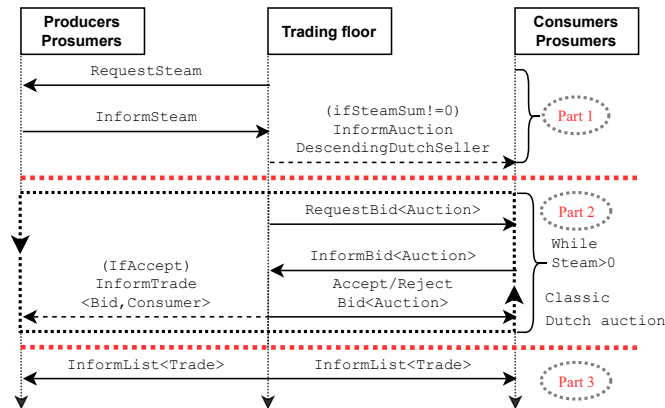 Producers
Prosumers
Trading floor
Consumers
Prosumers
RequestSteam
InformSteam
(ifSteamSum!=0)
InformAuction
DescendingDutchSeller
Part 1
RequestBid<Auction>
Part 2
InformBid<Auction>
While
Steam>0
(IfAccept)
InformTrade
<Bid,Consumer>
Accept/Reject
Bid<Auction>
Classic
Dutch auction
InformList<Trade>
InformList<Trade>
Part 3